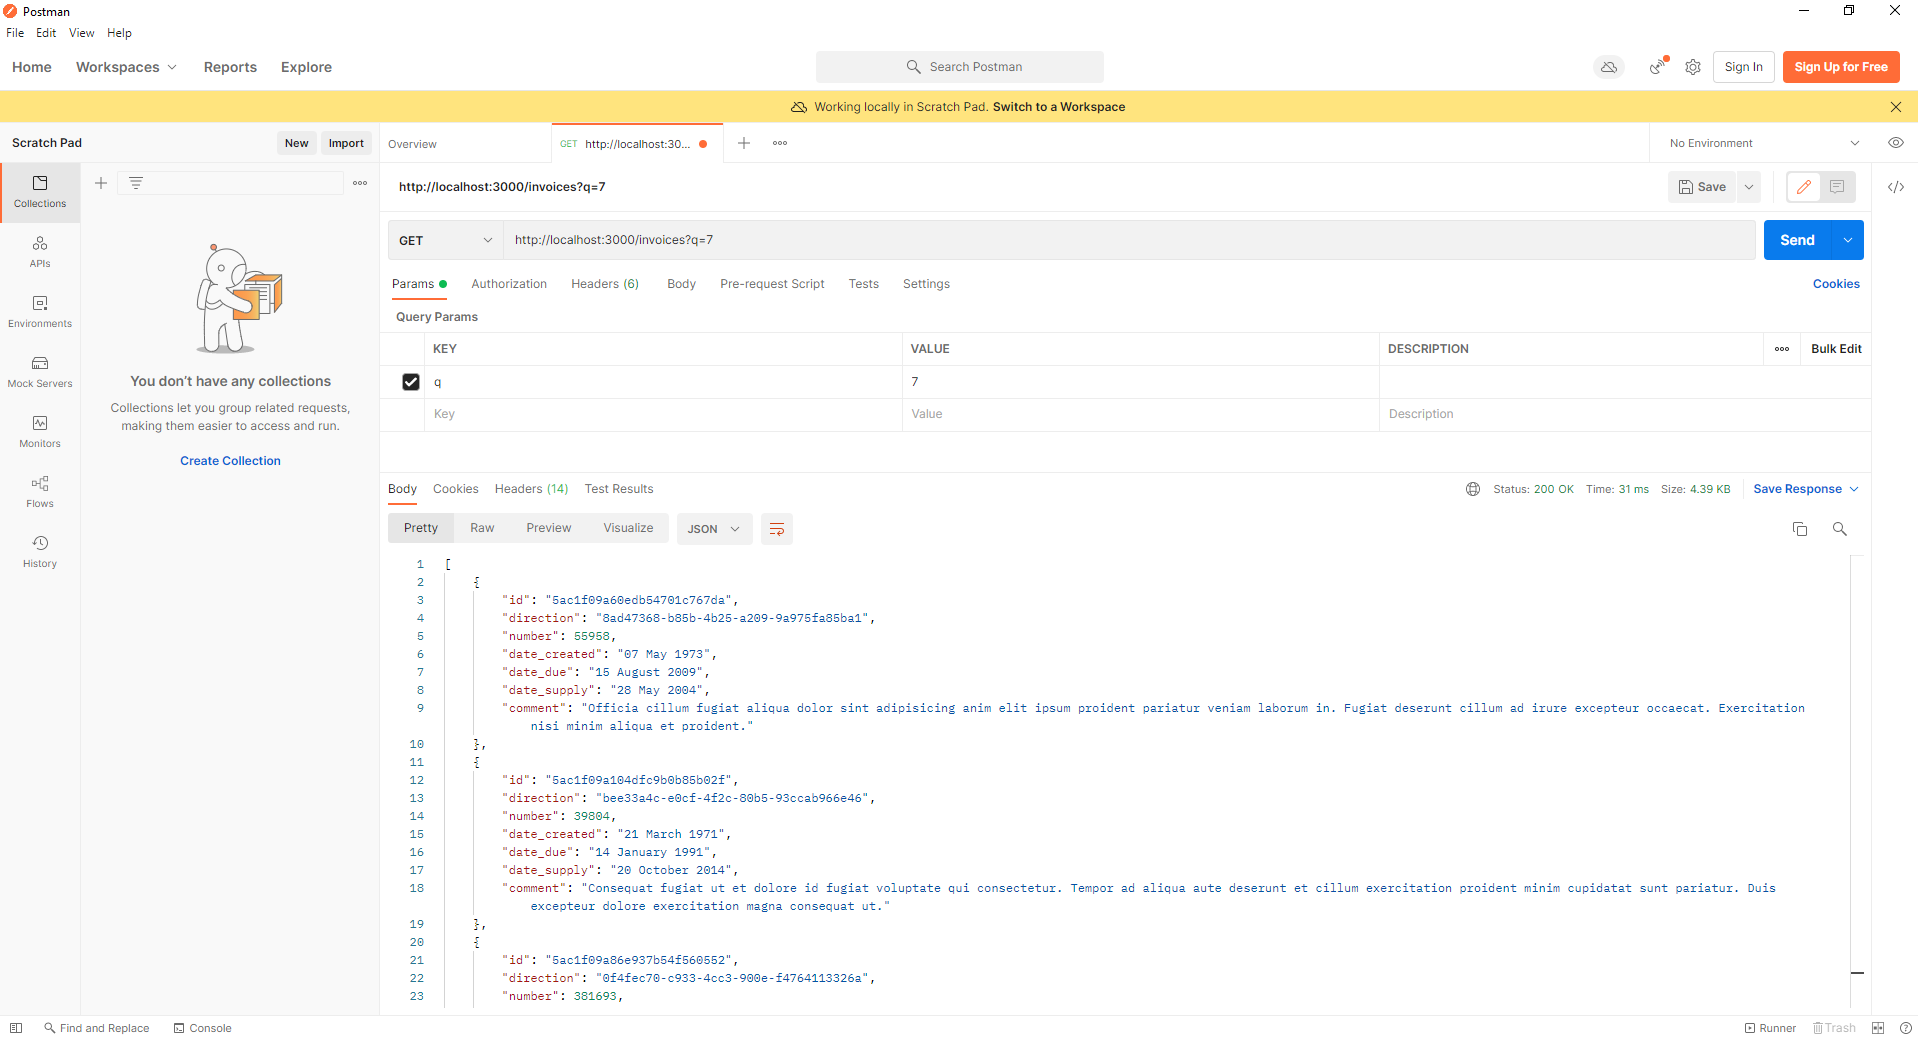 Postman
File Edit View Help
Home Workspaces Reports Explore Search Postman Sign In Sign Up for Free
Working locally in Scratch Pad. Switch to a Workspace
Scratch Pad New Import Overview GET http://localhost:30... No Environment
Collections
APIs
Environments
Mock Servers
Monitors
Flows
History
You don't have any collections
Collections let you group related requests,
making them easier to access and run.
Create Collection
http://localhost:3000/invoices?q=7 Save
GET http://localhost:3000/invoices?q=7 Send
Params Authorization Headers (6) Body Pre-request Script Tests Settings Cookies
Query Params
KEY VALUE DESCRIPTION Bulk Edit
q 7
Key Value Description
Body Cookies Headers (14) Test Results Status: 200 OK Time: 31 ms Size: 4.39 KB Save Response
Pretty Raw Preview Visualize JSON
1 [
2 {
3 "id": "5ac1f09a60edb54701c767da",
4 "direction": "8ad47368-b85b-4b25-a209-9a975fa85ba1",
5 "number": 55958,
6 "date_created": "07 May 1973",
7 "date_due": "15 August 2009",
8 "date_supply": "28 May 2004",
9 "comment": "Officia cillum fugiat aliqua dolor sint adipisicing anim elit ipsum proident pariatur veniam laborum in. Fugiat deserunt cillum ad irure excepteur occaecat. Exercitation
nisi minim aliqua et proident."
10 },
11 {
12 "id": "5ac1f09a104dfc9b0b85b02f",
13 "direction": "bee33a4c-e0cf-4f2c-80b5-93ccab966e46",
14 "number": 39804,
15 "date_created": "21 March 1971",
16 "date_due": "14 January 1991",
17 "date_supply": "20 October 2014",
18 "comment": "Consequat fugiat ut et dolore id fugiat voluptate qui consectetur. Tempor ad aliqua aute deserunt et cillum exercitation proident minim cupidatat sunt pariatur. Duis
excepteur dolore exercitation magna consequat ut."
19 },
20 {
21 "id": "5ac1f09a86e937b54f560552",
22 "direction": "0f4fec70-c933-4cc3-900e-f4764113326a",
23 "number": 381693,
Find and Replace Console Runner Trash